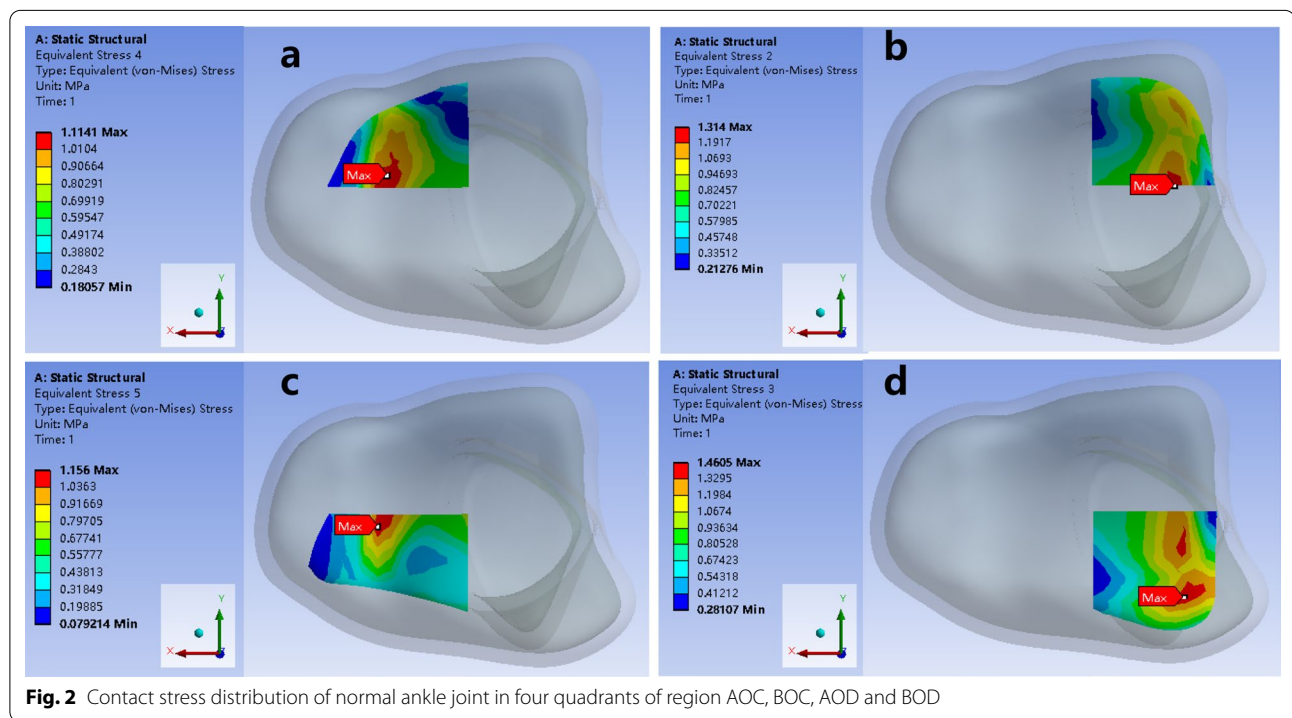 A: Static Structural
Equivalent Stress 4
Type: Equivalent (von-Mises) Stress
Unit: MPa
Time: 1
1.1141 Max
1.0104
0.90664
0.80291
0.69919
0.59547
0.49174
0.38802
0.2843
0.18057 Min
a
Max
Y
X
Z
A: Static Structural
Equivalent Stress 2
Type: Equivalent (von-Mises) Stress
Unit: MPa
Time: 1
1.314 Max
1.1917
1.0693
0.94693
0.82457
0.70221
0.57985
0.45748
0.33512
0.21276 Min
b
Max
Y
X
Z
A: Static Structural
Equivalent Stress 5
Type: Equivalent (von-Mises) Stress
Unit: MPa
Time: 1
1.156 Max
1.0363
0.91669
0.79705
0.67741
0.55777
0.43813
0.31849
0.19885
0.079214 Min
c
Max
Y
X
Z
A: Static Structural
Equivalent Stress 3
Type: Equivalent (von-Mises) Stress
Unit: MPa
Time: 1
1.4605 Max
1.3295
1.1984
1.0674
0.93634
0.80528
0.67423
0.54318
0.41212
0.28107 Min
d
Max
Y
X
Z
Fig. 2 Contact stress distribution of normal ankle joint in four quadrants of region AOC, BOC, AOD and BOD